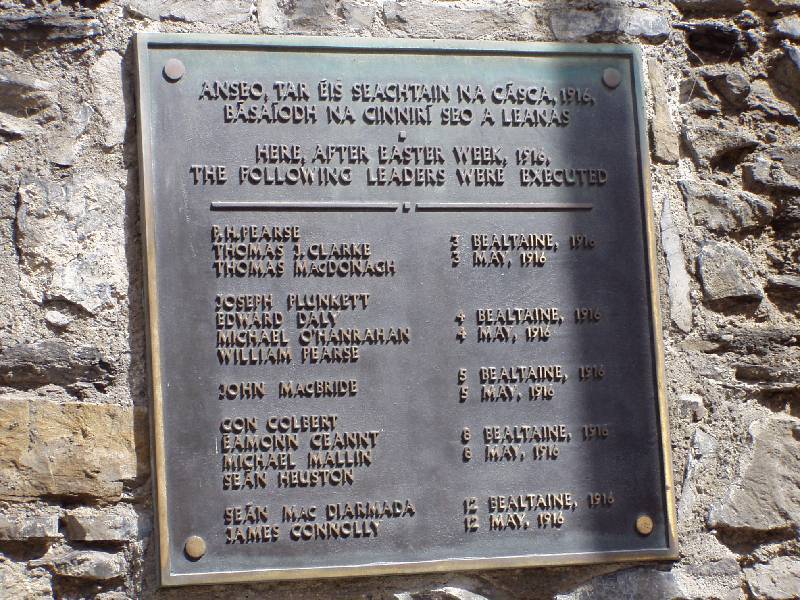 ANSEO, TAR ÉIS SEACHTAIN NA CÁSCA, 1916,
BÁSAÍODH NA CINNIRÍ SEO A LEANAS
HERE, AFTER EASTER WEEK, 1916,
THE FOLLOWING LEADERS WERE EXECUTED
P.H. PEARSE
THOMAS J. CLARKE
THOMAS MACDONAGH
3 BEALTAINE, 1916
3 MAY, 1916
JOSEPH PLUNKETT
EDWARD DALY
MICHAEL O'HANRAHAN
WILLIAM PEARSE
4 BEALTAINE, 1916
4 MAY, 1916
JOHN MACBRIDE
5 BEALTAINE, 1916
5 MAY, 1916
CON COLBERT
EAMONN CEANNT
MICHAEL MALLIN
SEÁN HEUSTON
8 BEALTAINE, 1916
8 MAY, 1916
SEÁN MAC DIARMADA
JAMES CONNOLLY
12 BEALTAINE, 1916
12 MAY, 1916